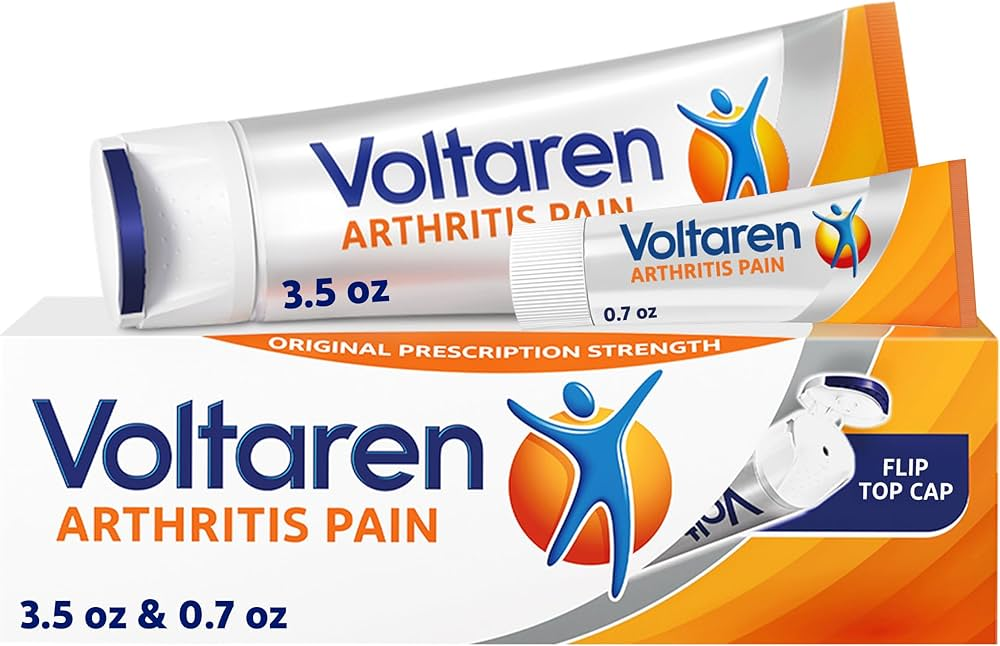 Voltaren
ARTHRITIS PAIN
3.5 oz
Voltaren
ARTHRITIS PAIN
0.7 oz
ORIGINAL PRESCRIPTION STRENGTH
Voltaren
ARTHRITIS PAIN
FLIP
TOP CAP
3.5 oz & 0.7 oz